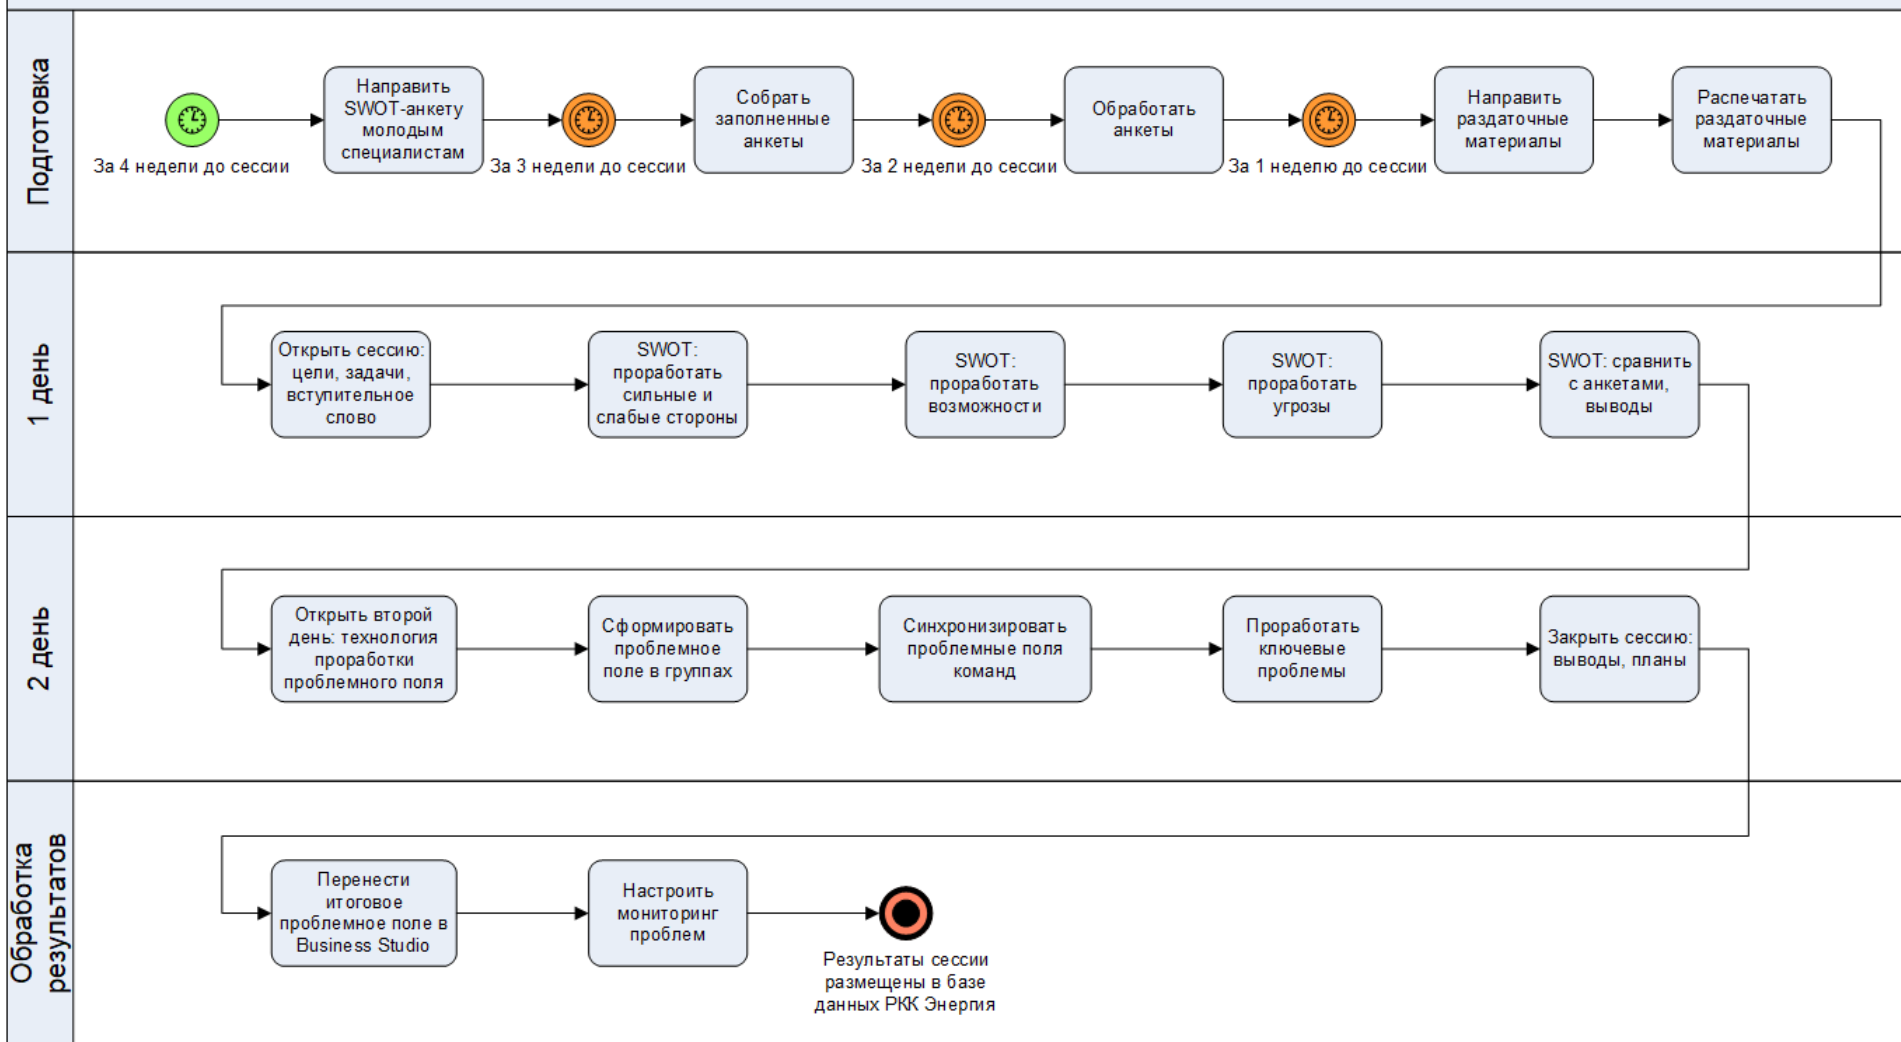 Подготовка
Направить
SWOT-анкету
молодым
специалистам
Собрать
заполненные
анкеты
Обработать
анкеты
Направить
раздаточные
материалы
Распечатать
раздаточные
материалы
За 4 недели до сессии
За 3 недели до сессии
За 2 недели до сессии
За 1 неделю до сессии
1 день
Открыть сессию:
цели, задачи,
вступительное
слово
SWOT:
проработать
сильные и
слабые стороны
SWOT:
проработать
возможности
SWOT:
проработать
угрозы
SWOT: сравнить
с анкетами,
выводы
2 день
Открыть второй
день: технология
проработки
проблемного поля
Сформировать
проблемное
поле в группах
Синхронизировать
проблемные поля
команд
Проработать
ключевые
проблемы
Закрыть сессию:
выводы, планы
Обработка
результатов
Перенести
итоговое
проблемное поле в
Business Studio
Настроить
мониторинг
проблем
Результаты сессии
размещены в базе
данных РКК Энергия